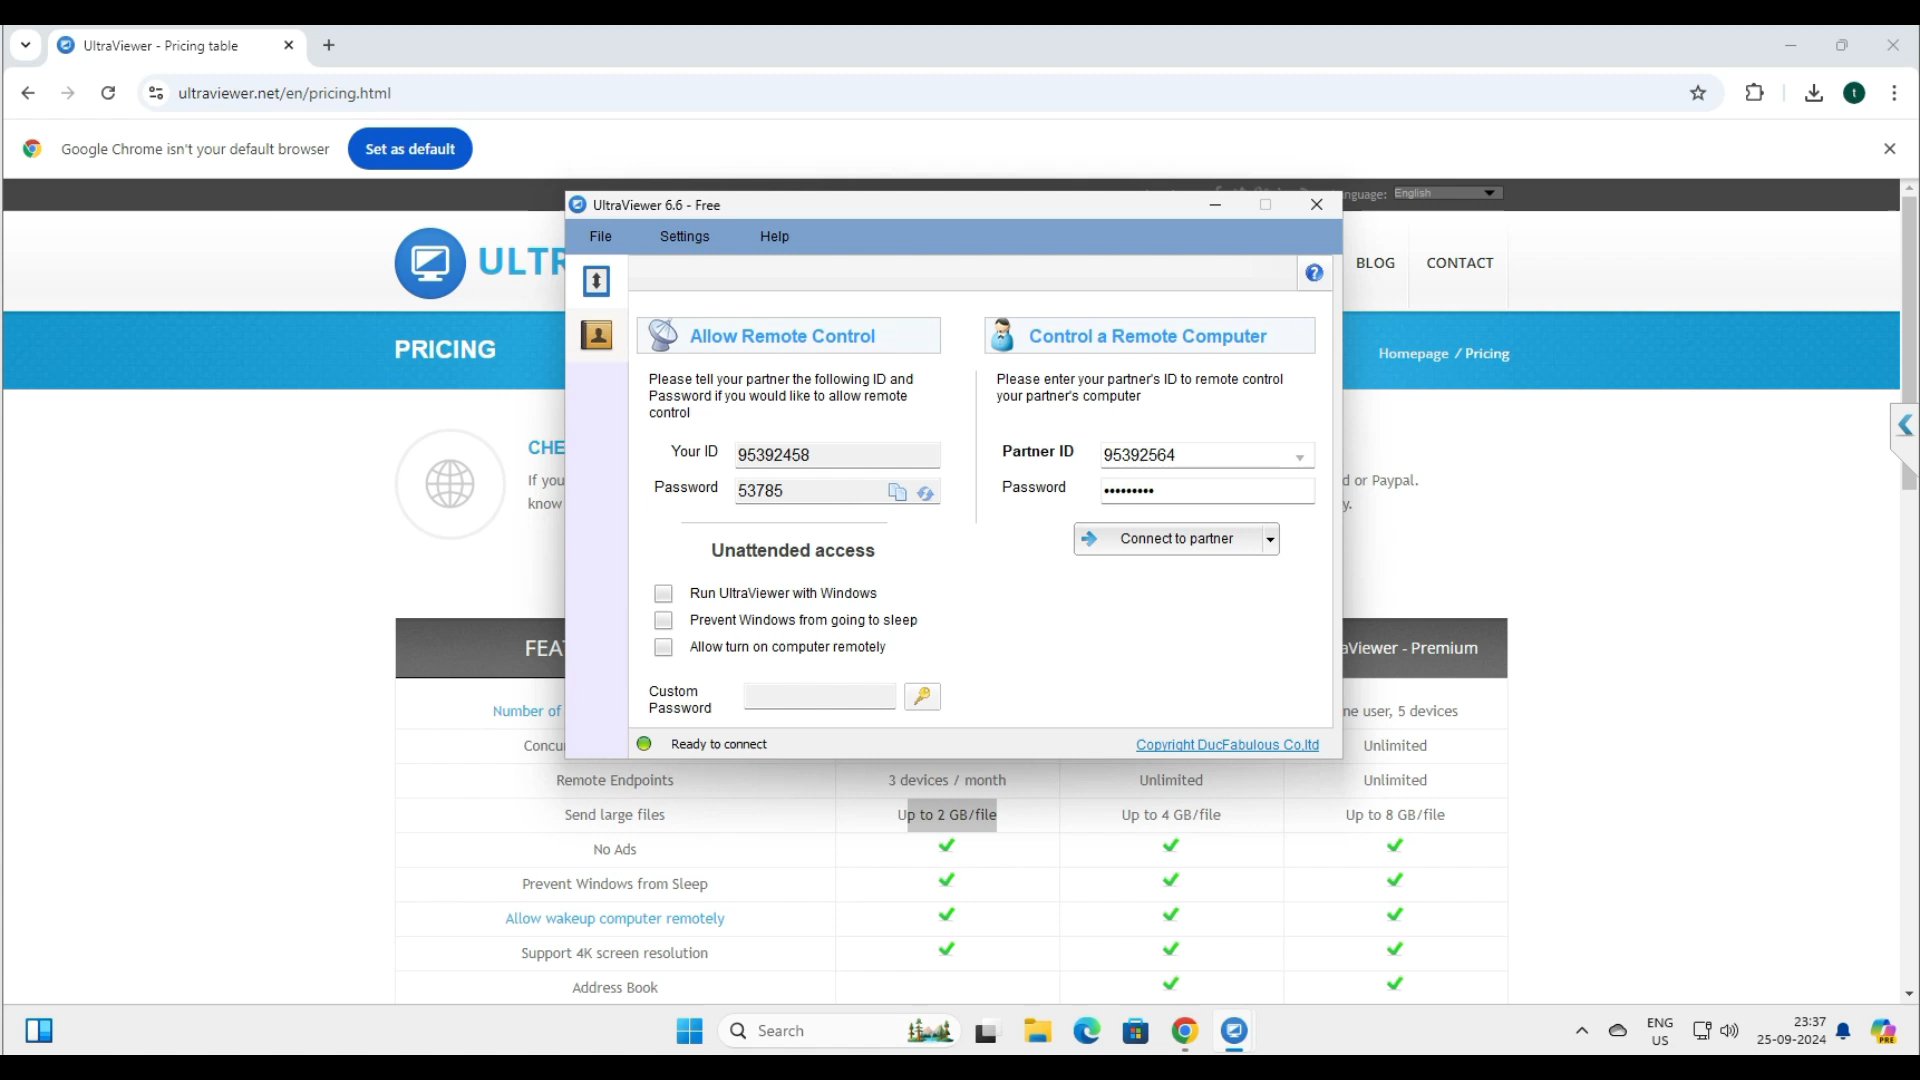 UltraViewer - Pricing table
ultraviewer.net/en/pricing.html
t
Google Chrome isn't your default browser
Set as default
nguage:
English
ULTR
BLOG
CONTACT
PRICING
Homepage / Pricing
CHE
If you
know
d or Paypal.
y.
UltraViewer 6.6 - Free
File
Settings
Help
Allow Remote Control
Please tell your partner the following ID and
Password if you would like to allow remote
control
Your ID
95392458
Password
53785
Unattended access
Run UltraViewer with Windows
Prevent Windows from going to sleep
Allow turn on computer remotely
Custom
Password
Control a Remote Computer
Please enter your partner's ID to remote control
your partner's computer
Partner ID
95392564
Password
•••••••••
Connect to partner
Ready to connect
Copyright DucFabulous Co,ltd
FEA
aViewer - Premium
Number of
ne user, 5 devices
Concu
Unlimited
Remote Endpoints
3 devices / month
Unlimited
Unlimited
Send large files
Up to 2 GB/file
Up to 4 GB/file
Up to 8 GB/file
No Ads
Prevent Windows from Sleep
Allow wakeup computer remotely
Support 4K screen resolution
Address Book
Search
ENG
US
23:37
25-09-2024
PRE